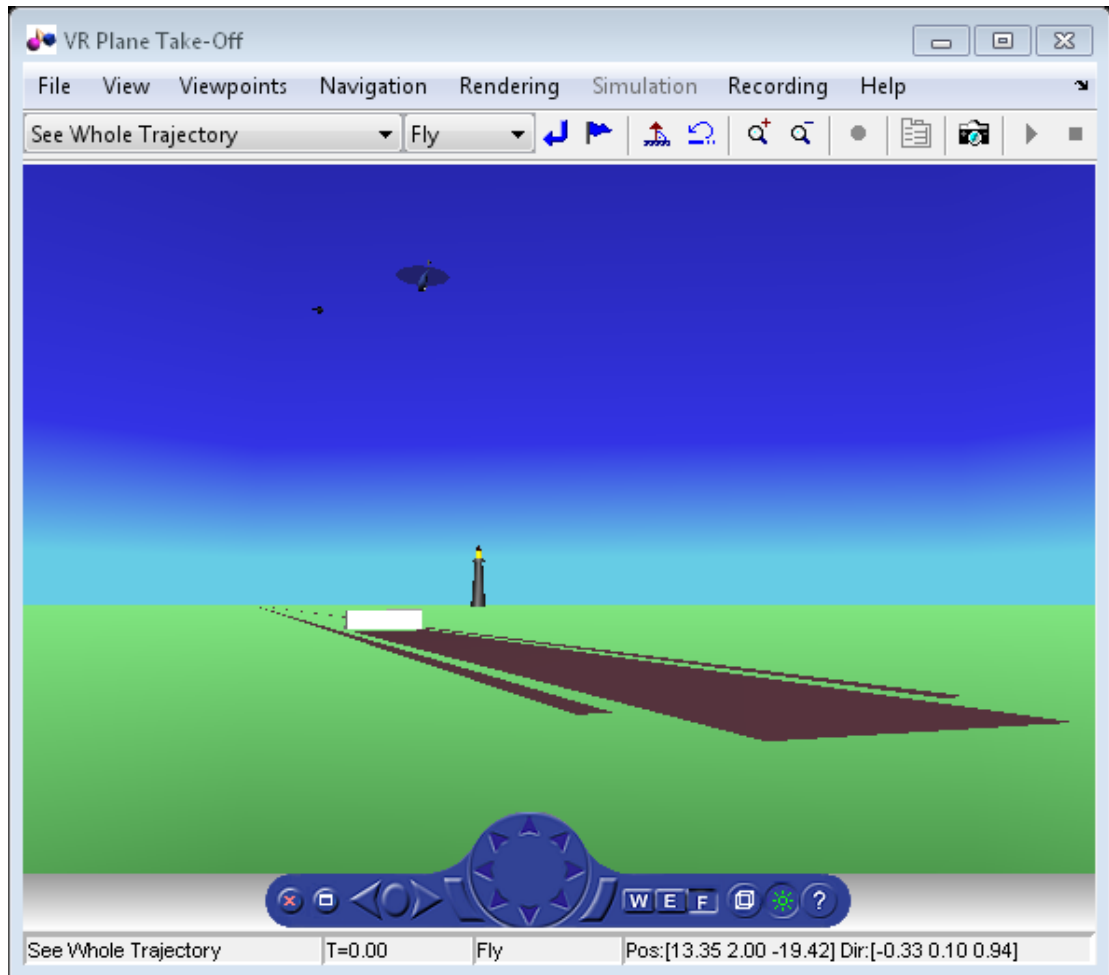 VR Plane Take-Off
File View Viewpoints Navigation Rendering Simulation Recording Help
See Whole Trajectory Fly
W E F ?
See Whole Trajectory T=0.00 Fly Pos:[13.35 2.00 -19.42] Dir:[-0.33 0.10 0.94]